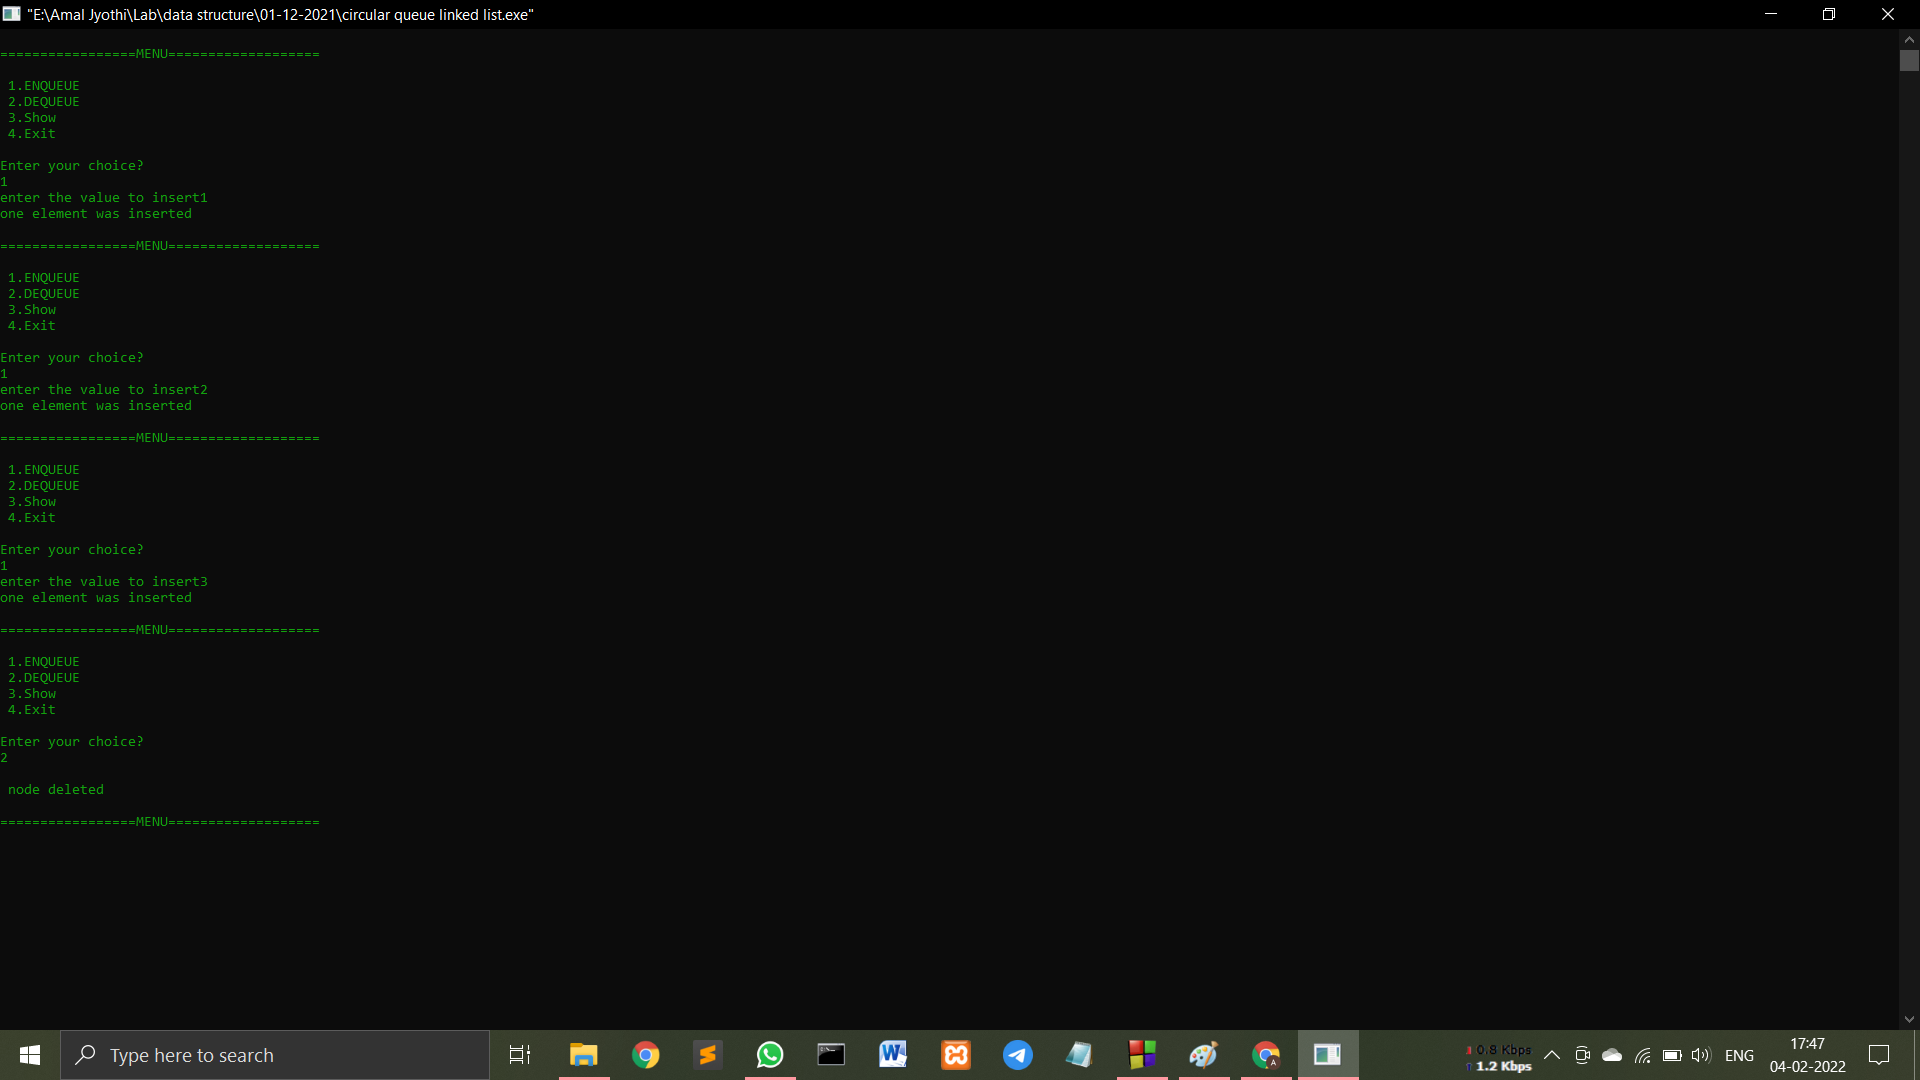 "E:\Amal Jyothi\Lab\data structure\01-12-2021\circular queue linked list.exe"
=================MENU===================
1.ENQUEUE
2.DEQUEUE
3.Show
4.Exit
Enter your choice?
1
enter the value to insert1
one element was inserted
=================MENU===================
1.ENQUEUE
2.DEQUEUE
3.Show
4.Exit
Enter your choice?
1
enter the value to insert2
one element was inserted
=================MENU===================
1.ENQUEUE
2.DEQUEUE
3.Show
4.Exit
Enter your choice?
1
enter the value to insert3
one element was inserted
=================MENU===================
1.ENQUEUE
2.DEQUEUE
3.Show
4.Exit
Enter your choice?
2
node deleted
=================MENU===================
Type here to search
0.8 Kbps
1.2 Kbps
ENG
17:47
04-02-2022